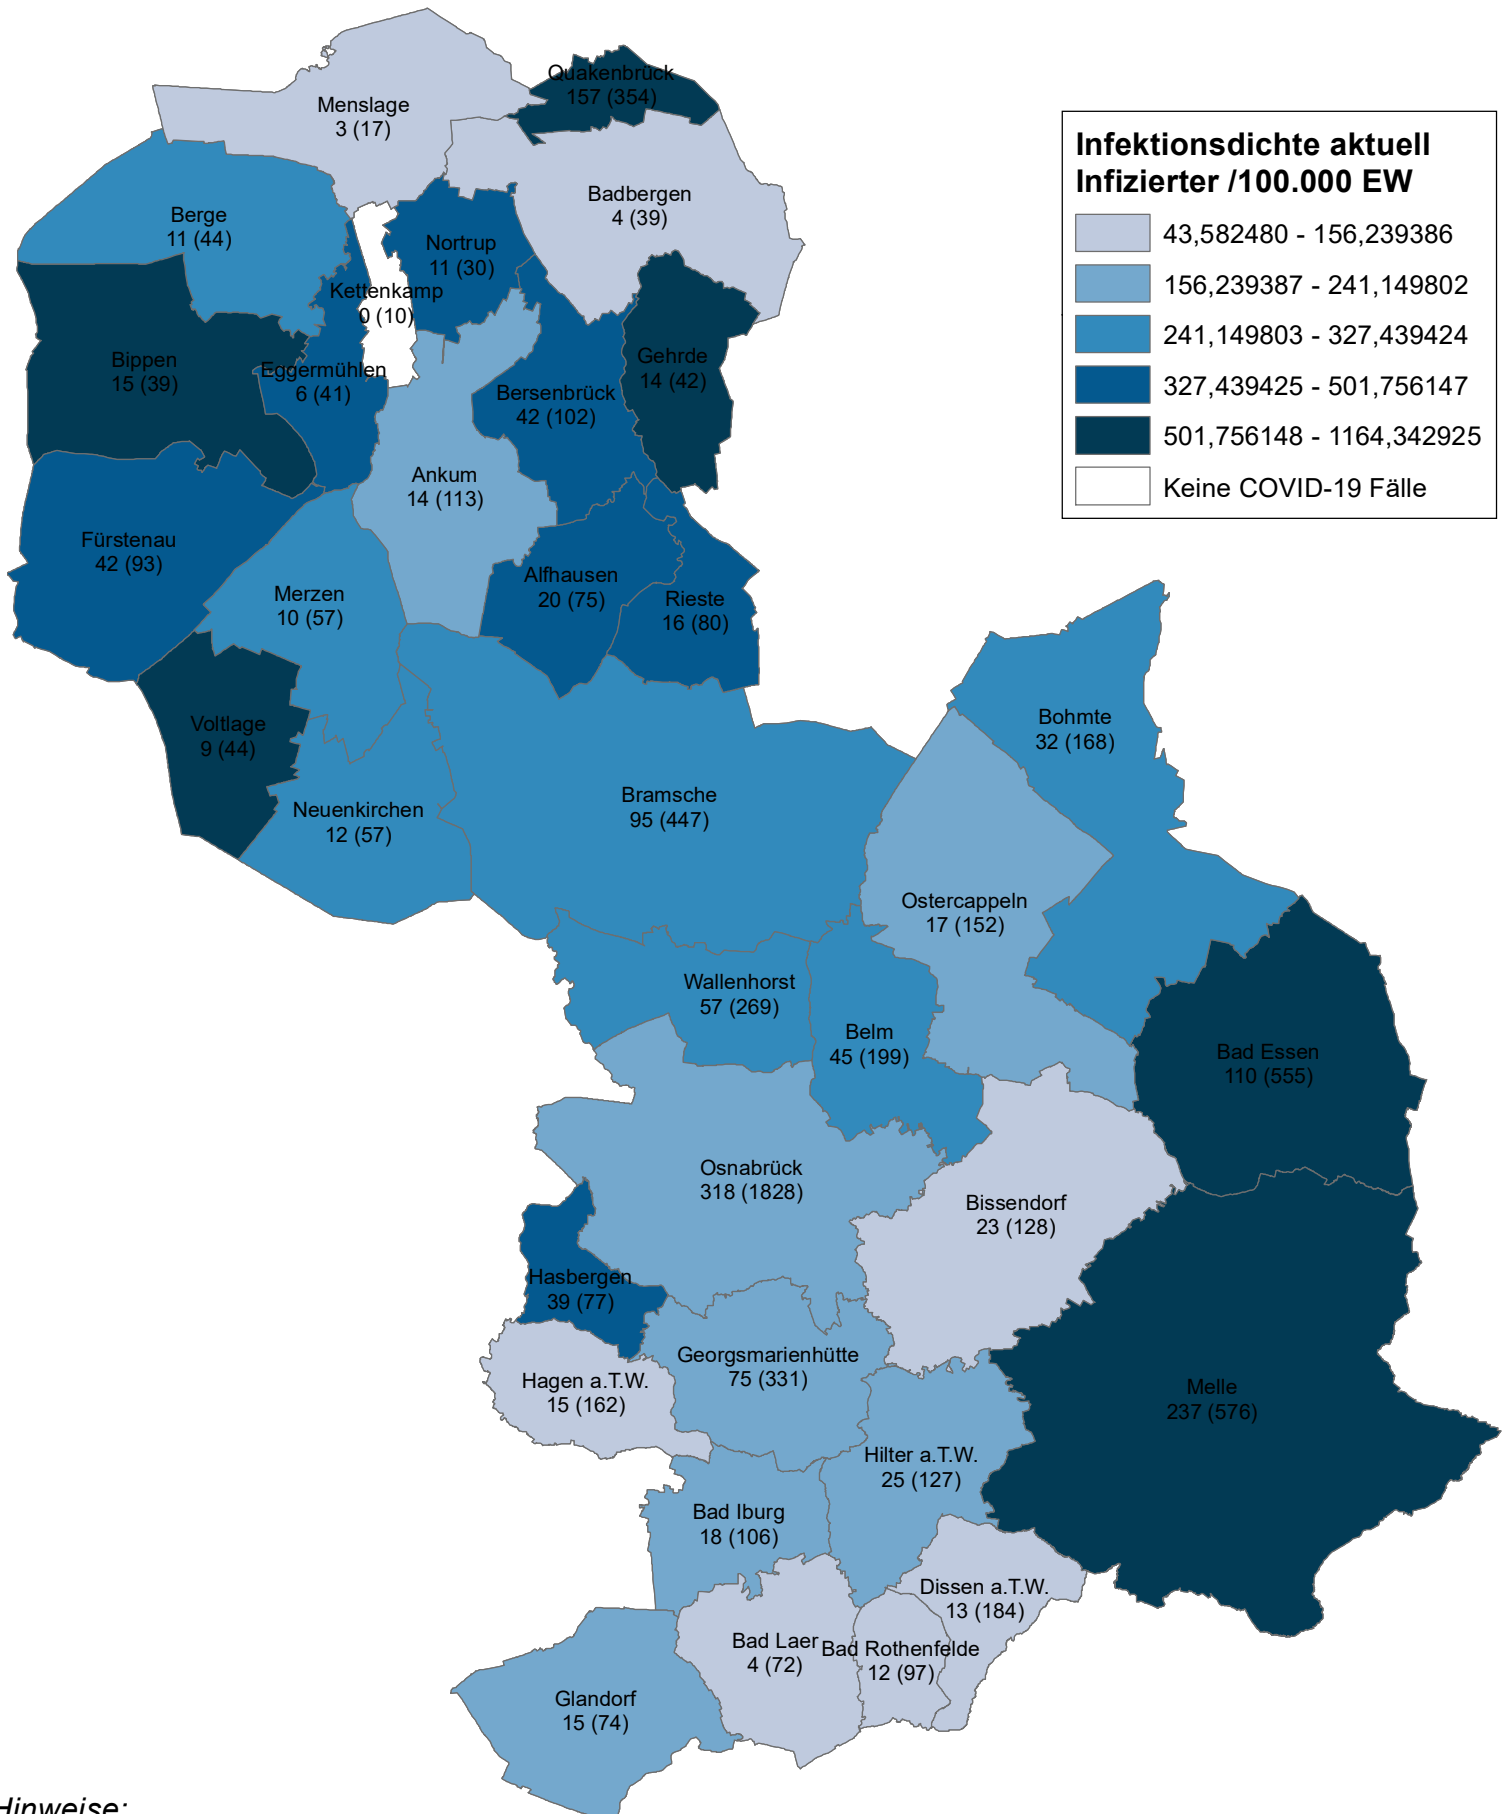 Quakenbrück
157 (354)
Menslage
3 (17)
Infektionsdichte aktuell
Infizierter /100.000 EW
43,582480 - 156,239386
156,239387 - 241,149802
241,149803 - 327,439424
327,439425 - 501,756147
501,756148 - 1164,342925
Keine COVID-19 Fälle
Badbergen
4 (39)
Berge
11 (44)
Nortrup
11 (30)
Kettenkamp
0 (10)
Bippen
15 (39)
Eggermühlen
6 (41)
Gehrde
14 (42)
Bersenbrück
42 (102)
Ankum
14 (113)
Fürstenau
42 (93)
Alfhausen
20 (75)
Merzen
10 (57)
Rieste
16 (80)
Voltlage
9 (44)
Bohmte
32 (168)
Bramsche
95 (447)
Neuenkirchen
12 (57)
Ostercappeln
17 (152)
Wallenhorst
57 (269)
Belm
45 (199)
Bad Essen
110 (555)
Osnabrück
318 (1828)
Bissendorf
23 (128)
Hasbergen
39 (77)
Georgsmarienhütte
75 (331)
Hagen a.T.W.
15 (162)
Melle
237 (576)
Hilter a.T.W.
25 (127)
Bad Iburg
18 (106)
Dissen a.T.W.
13 (184)
Bad Laer
4 (72)
Bad Rothenfelde
12 (97)
Glandorf
15 (74)
Hinweise: